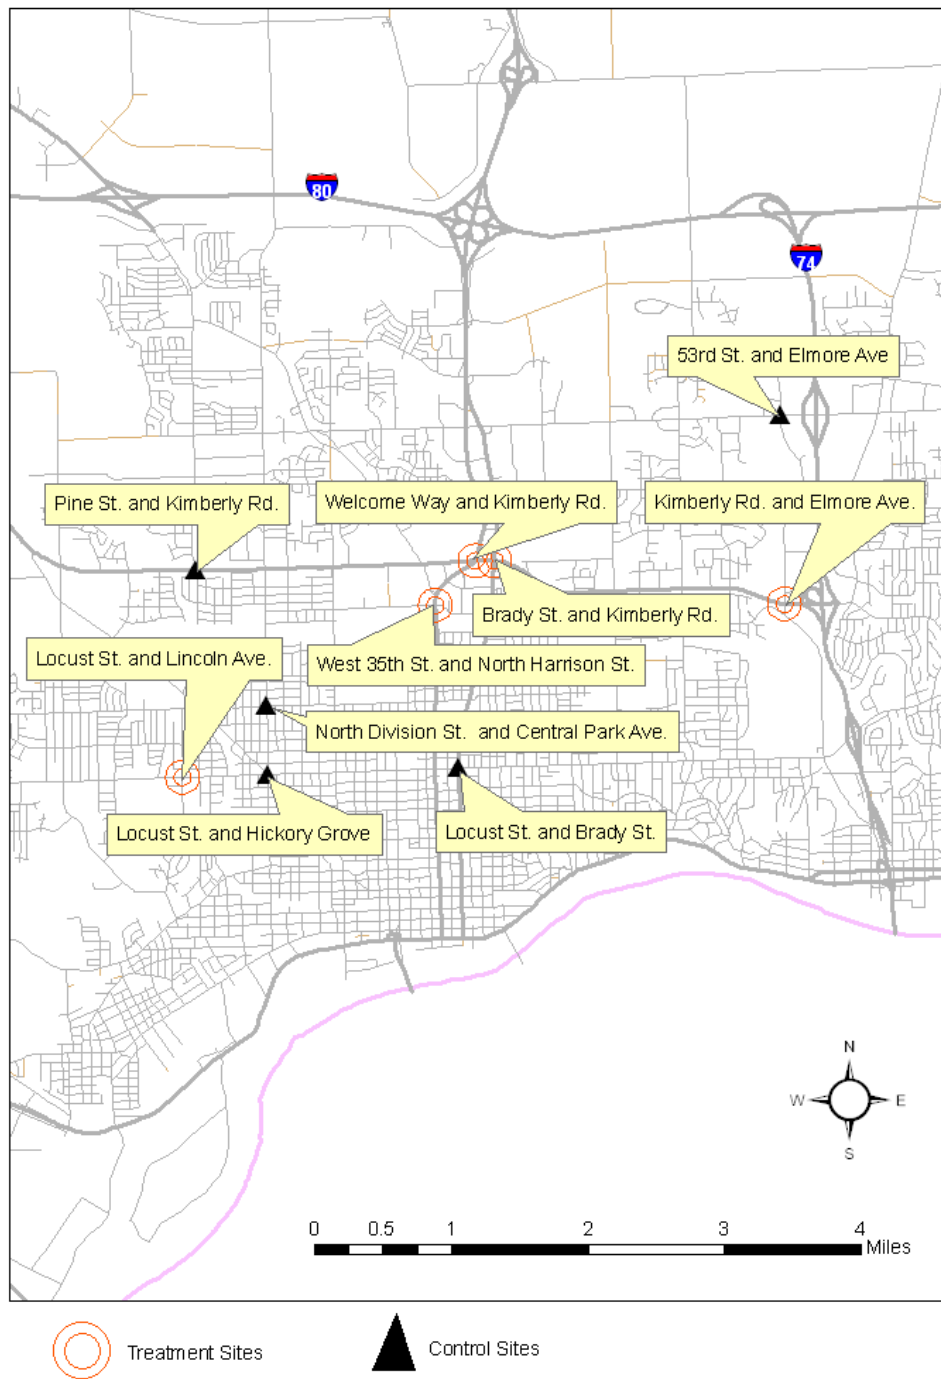 80
74
53rd St. and Elmore Ave
Pine St. and Kimberly Rd.
Welcome Way and Kimberly Rd.
Kimberly Rd. and Elmore Ave.
Brady St. and Kimberly Rd.
Locust St. and Lincoln Ave.
West 35th St. and North Harrison St.
North Division St. and Central Park Ave.
Locust St. and Hickory Grove
Locust St. and Brady St.
N
W E
S
0 0.5 1 2 3 4
Miles
Treatment Sites
Control Sites